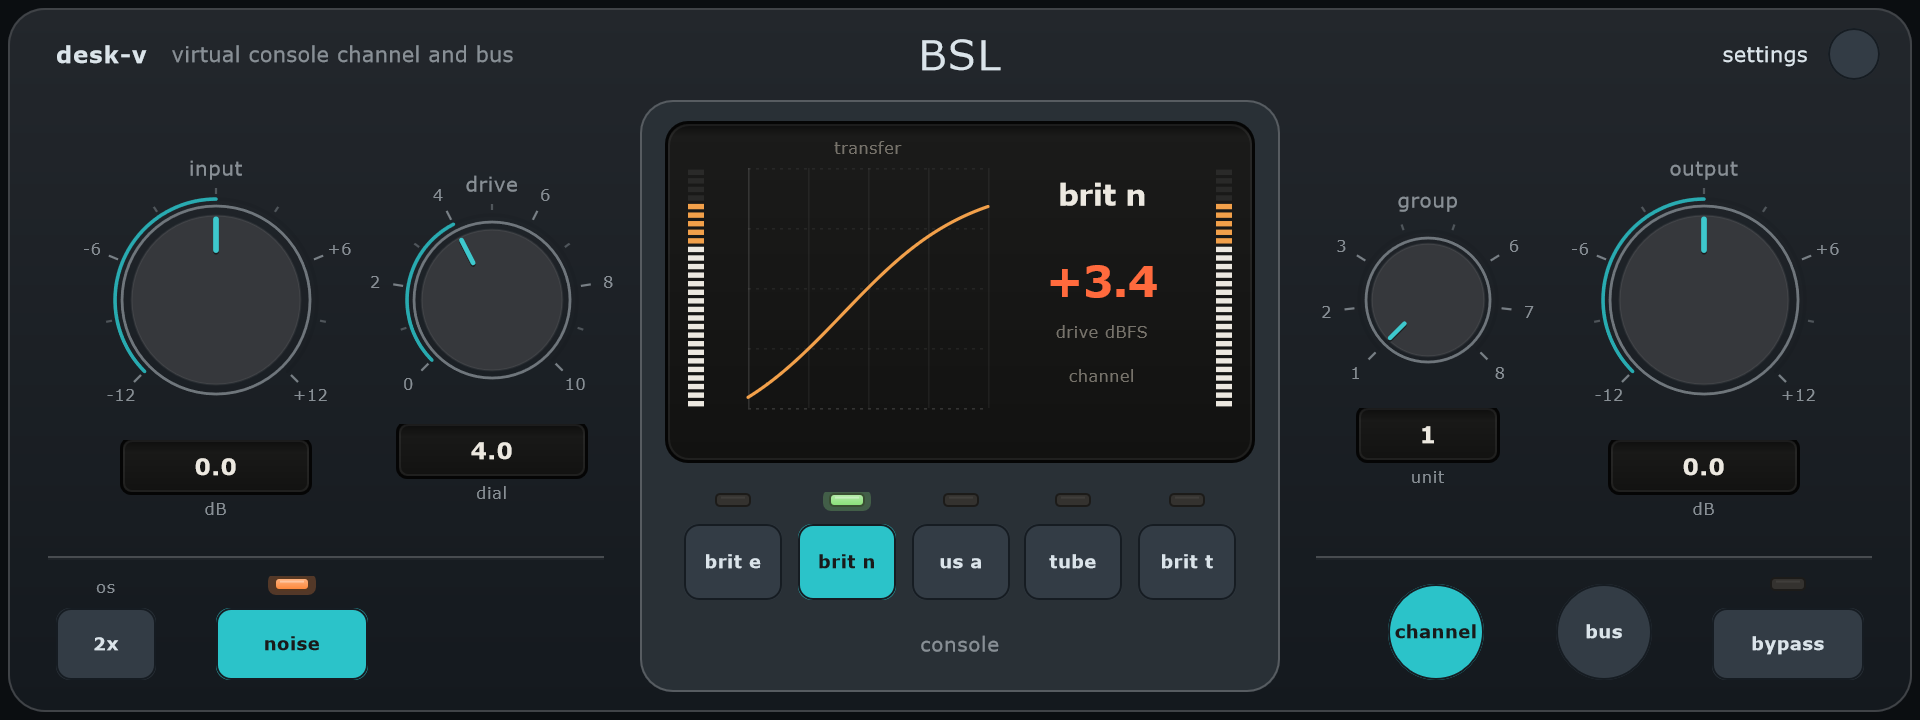 desk-v virtual console channel and bus
BSL
settings
input
-6 +6
-12 +12
0.0
dB
drive
4 6
2 8
0 10
4.0
dial
transfer
brit n
+3.4
drive dBFS
channel
group
3 6
2 7
1 8
1
unit
output
-6 +6
-12 +12
0.0
dB
brit e brit n us a tube brit t
console
os
2x noise
channel bus bypass